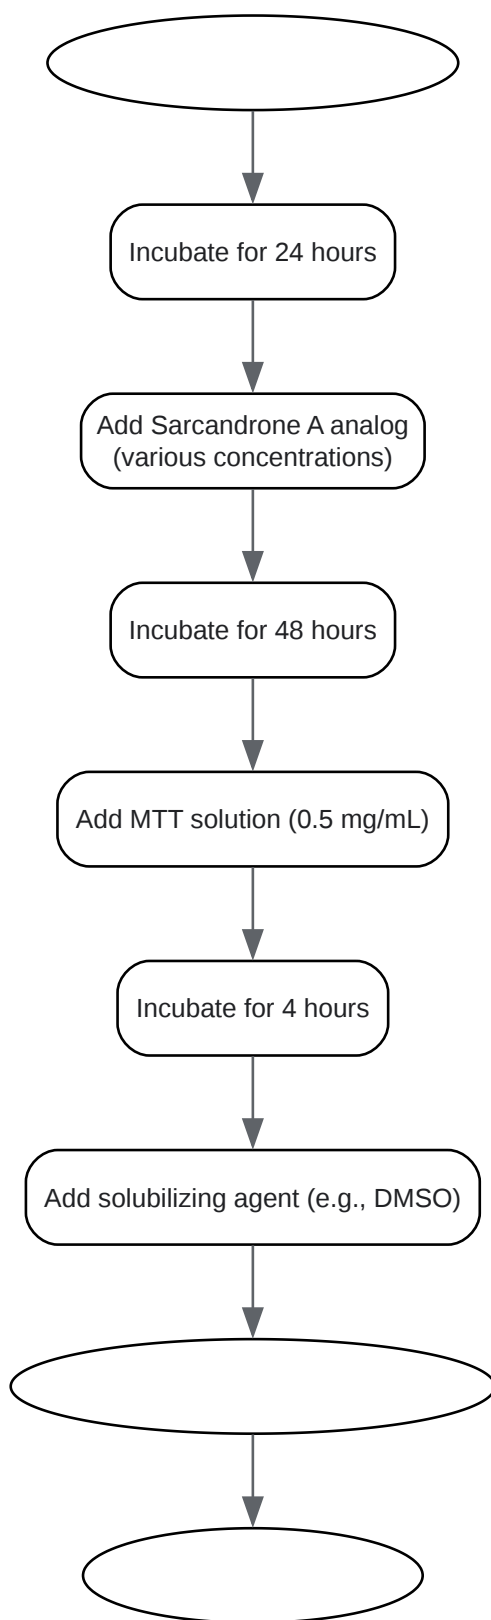 Incubate for 24 hours
Add Sarcandrone A analog
(various concentrations)
Incubate for 48 hours
Add MTT solution (0.5 mg/mL)
Incubate for 4 hours
Add solubilizing agent (e.g., DMSO)